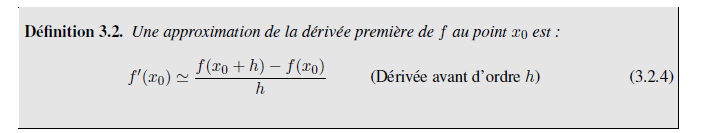 Définition 3.2. Une approximation de la dérivée première de f au point x₀ est :
f′(x₀) ≃ (f(x₀ + h) − f(x₀)) / h (Dérivée avant d'ordre h) (3.2.4)